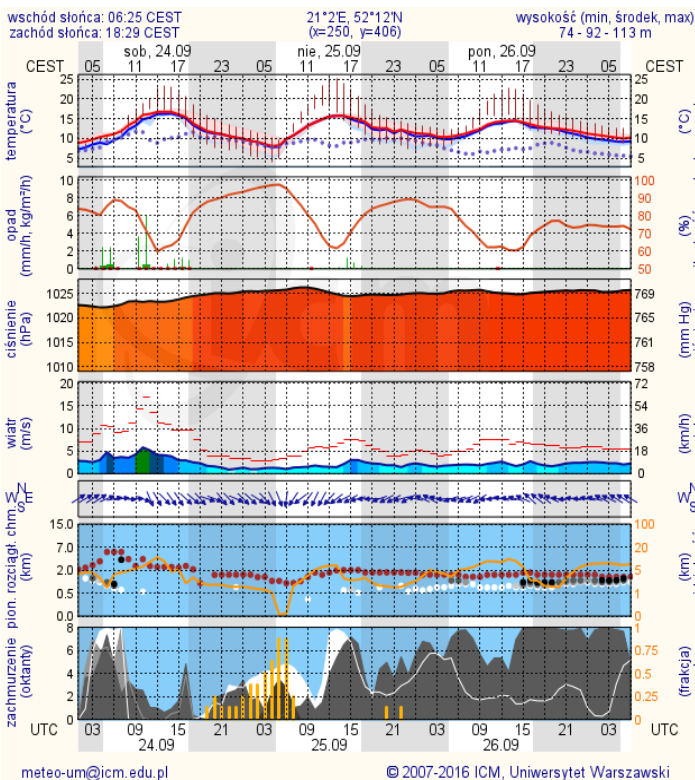 wschód słońca: 06:25 CEST 21°2'E, 52°12'N wysokość (min, środek, max)
zachód słońca: 18:29 CEST (x=250, y=406) 74 - 92 - 113 m
sob, 24.09 nie, 25.09 pon, 26.09
CEST 05 11 17 23 05 11 17 23 05 11 17 23 05 CEST
temperatura (°C)
25 20 15 10 5
25 20 15 10 5
opad (mm/h, kg/m²/h)
10 8 6 4 2 0
100 90 80 70 60 50
(%)
ciśnienie (hPa)
1025 1020 1015 1010
769 765 761 758
(mm Hg)
wiatr (m/s)
20 15 10 5 0
72 54 36 18 0
(km/h)
N W E S
N W S
pion. rozciągł. chm. (km)
15.0 7.0 2.0 0.5 0.0
100 20 5 1 0
(km)
zachmurzenie (oktanty)
8 6 4 2 0
1 0.75 0.5 0.25 0
(frakcja)
UTC 03 09 15 21 03 09 15 21 03 09 15 21 03 UTC
24.09 25.09 26.09
meteo-um@icm.edu.pl © 2007-2016 ICM, Uniwersytet Warszawski